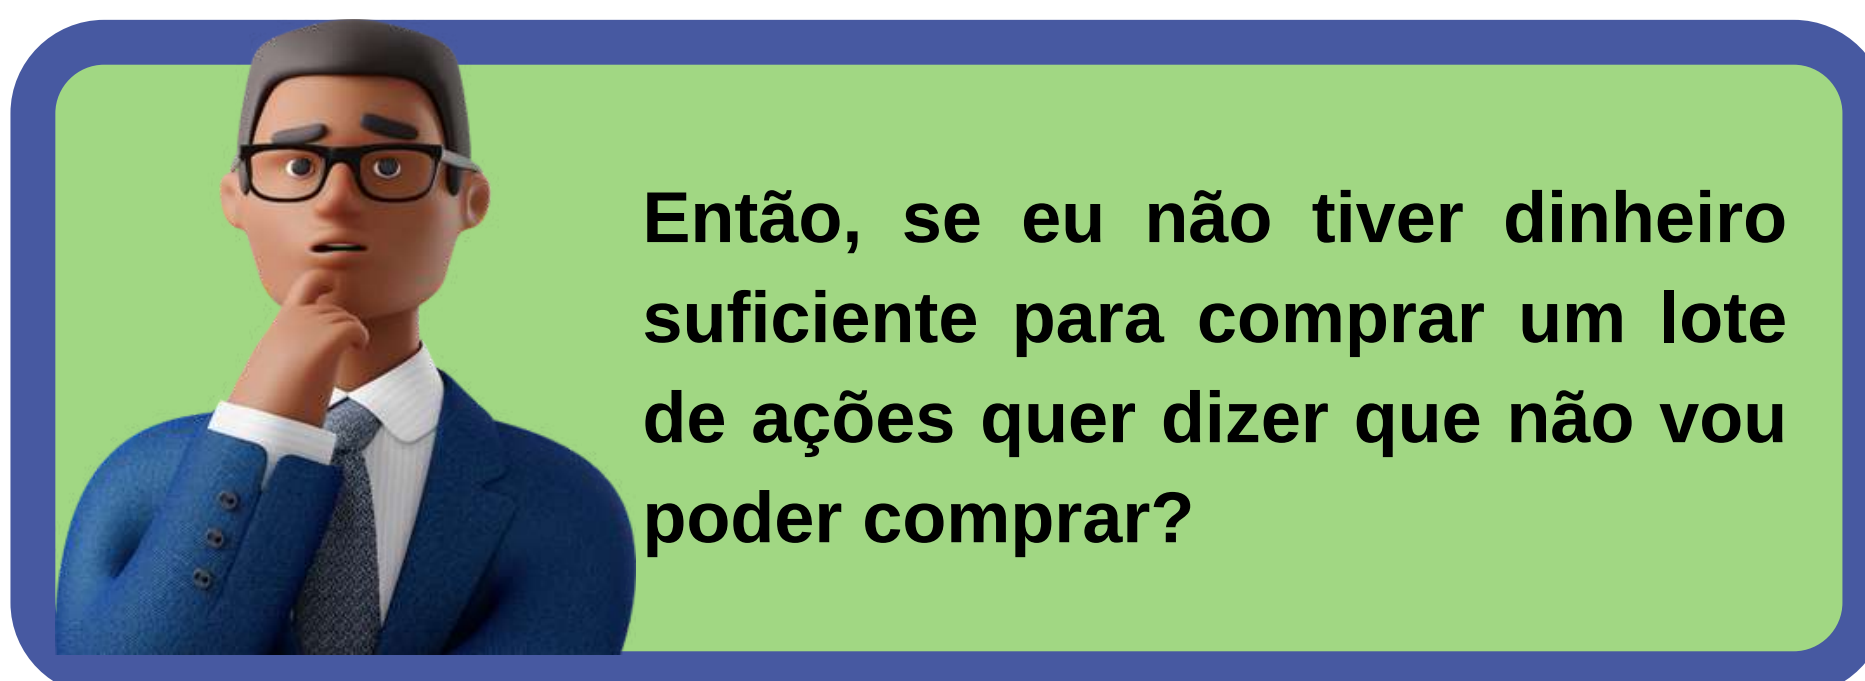 Então, se eu não tiver dinheiro
suficiente para comprar um lote
de ações quer dizer que não vou
poder comprar?